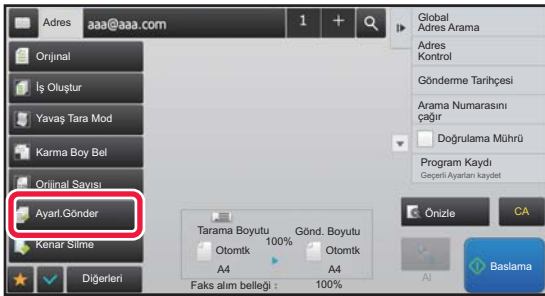 Adres aaa@aaa.com 1 +
Orıjınal
İş Oluştur
Yavaş Tara Mod
Karma Boy Bel
Orijinal Sayısı
Ayarl.Gönder
Kenar Silme
Diğerleri
Tarama Boyutu
Otomtk
A4
100%
Gönd. Boyutu
Otomtk
A4
Faks alım belleği : 100%
Global
Adres Arama
Adres
Kontrol
Gönderme Tarihçesi
Arama Numarasını
çağır
Doğrulama Mührü
Program Kaydı
Geçerli Ayarları kaydet
Önizle
CA
Al
Baslama